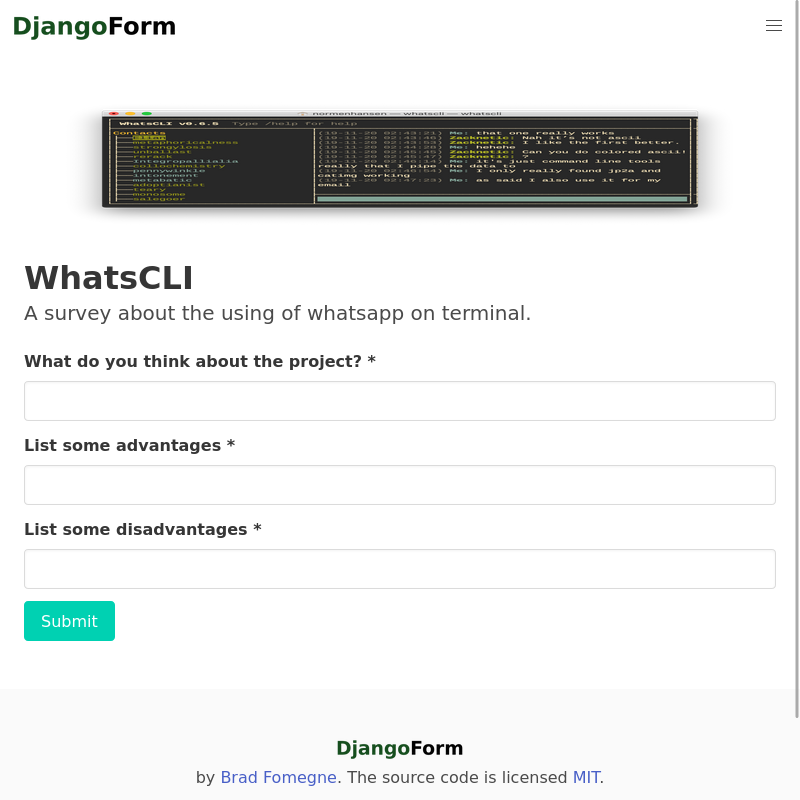 DjangoForm
normenhansen — whatscli — whatscli
WhatsCLI v0.6.5 Type /help for help
Contacts
Elian
metaphoricalness
strongylosis
unballast
rerack
Integropallialia
collochemistry
pennywinkle
intonement
metabatic
adoptianist
teary
monosome
salegoer
(19-11-20 02:43:21) Me: that one really works
(19-11-20 02:43:46) Zacknetic: Nah it's not ascii
(19-11-20 02:43:53) Zacknetic: I like the first better.
(19-11-20 02:44:28) Me: hehehe
(19-11-20 02:45:28) Zacknetic: Can you do colored ascii!
(19-11-20 02:45:47) Zacknetic: ?
(19-11-20 02:46:14) Me: it's just command line tools
really that I pipe the data to
(19-11-20 02:46:54) Me: I only really found jp2a and
catimg working
(19-11-20 02:47:23) Me: as said I also use it for my
email
WhatsCLI
A survey about the using of whatsapp on terminal.
What do you think about the project? *
List some advantages *
List some disadvantages *
Submit
DjangoForm
by Brad Fomegne. The source code is licensed MIT.